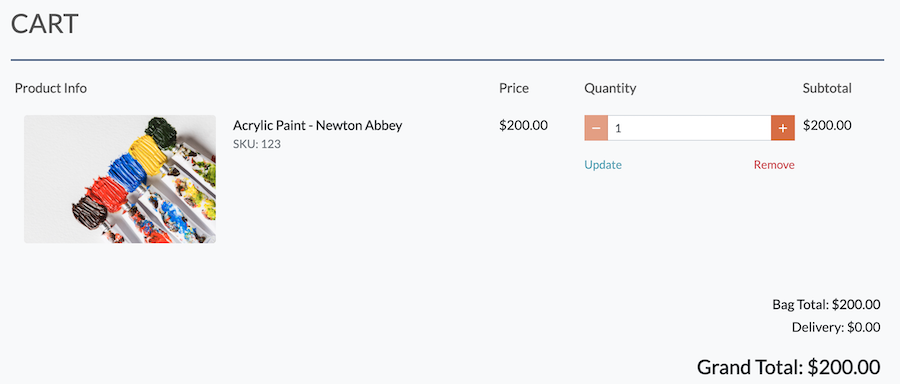 CART
Product Info Price Quantity Subtotal
Acrylic Paint - Newton Abbey $200.00 − 1 + $200.00
SKU: 123
Update Remove
Bag Total: $200.00
Delivery: $0.00
Grand Total: $200.00